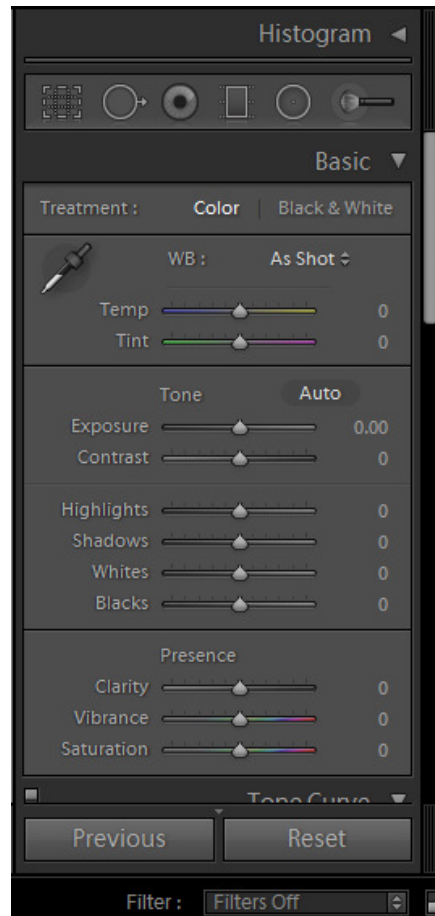 Histogram
Basic
Treatment : Color Black & White
WB : As Shot
Temp 0
Tint 0
Tone Auto
Exposure 0.00
Contrast 0
Highlights 0
Shadows 0
Whites 0
Blacks 0
Presence
Clarity 0
Vibrance 0
Saturation 0
Tone Curve
Previous Reset
Filter : Filters Off